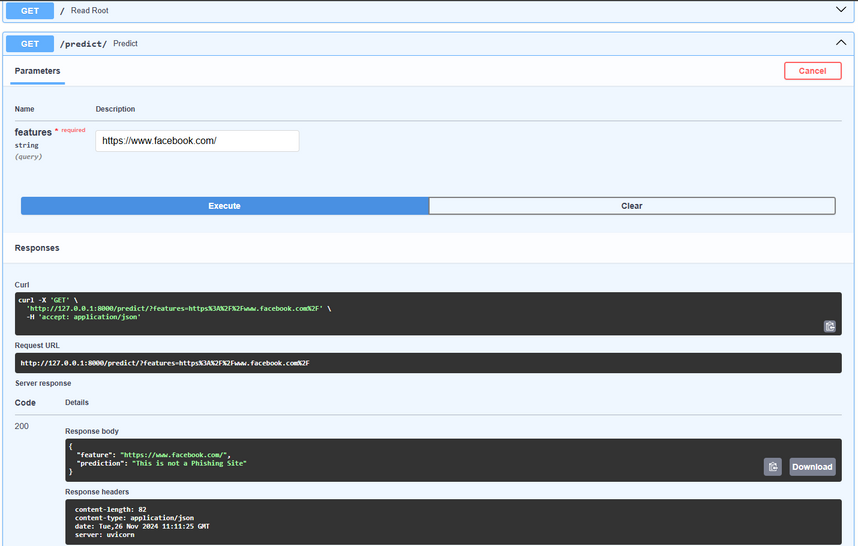 GET / Read Root
GET /predict/ Predict
Parameters Cancel
Name Description
features * required
string
(query)
https://www.facebook.com/
Execute Clear
Responses
Curl
curl -X 'GET' \
'http://127.0.0.1:8000/predict/?features=https%3A%2F%2Fwww.facebook.com%2F' \
-H 'accept: application/json'
Request URL
http://127.0.0.1:8000/predict/?features=https%3A%2F%2Fwww.facebook.com%2F
Server response
Code Details
200
Response body
{
"feature": "https://www.facebook.com/",
"prediction": "This is not a Phishing Site"
}
Download
Response headers
content-length: 82
content-type: application/json
date: Tue,26 Nov 2024 11:11:25 GMT
server: uvicorn